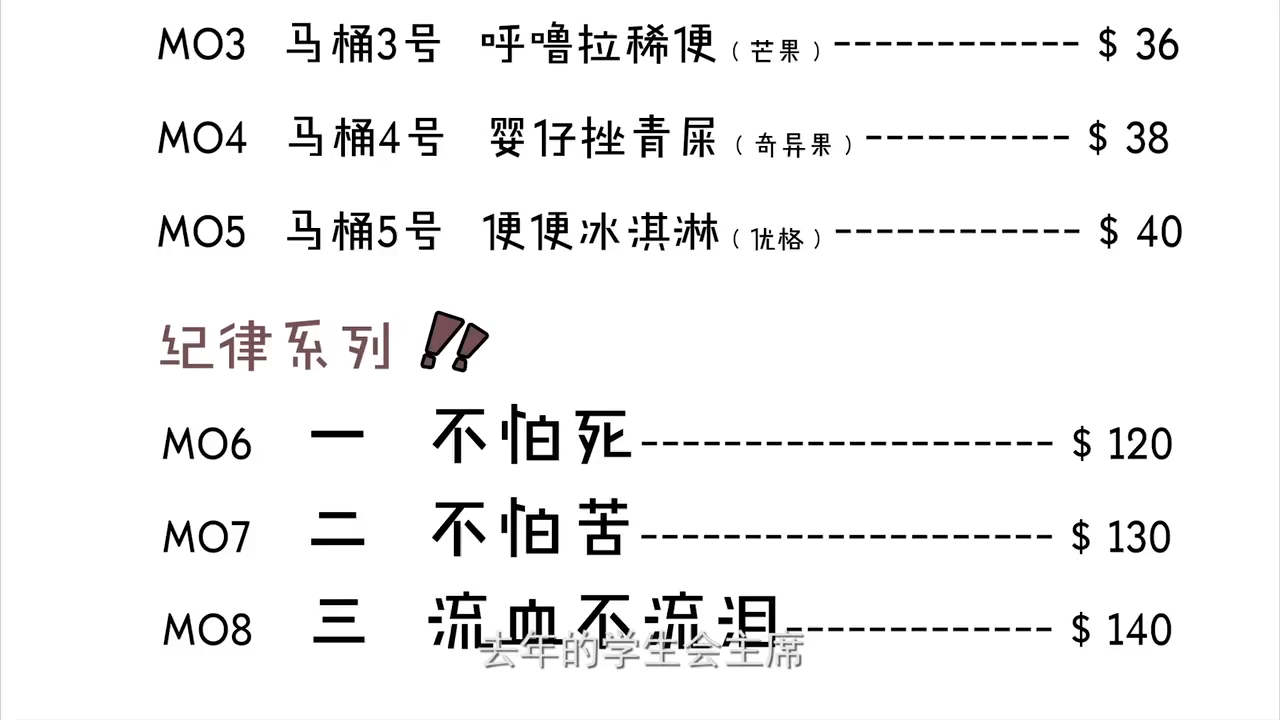 MO3 马桶3号 呼噜拉稀便（芒果）------------ $ 36
MO4 马桶4号 婴仔挫青屎（奇异果）---------- $ 38
MO5 马桶5号 便便冰淇淋（优格）------------ $ 40
纪律系列
MO6 一 不怕死-------------------- $ 120
MO7 二 不怕苦-------------------- $ 130
MO8 三 流血不流泪------------- $ 140
去年的学生会主席